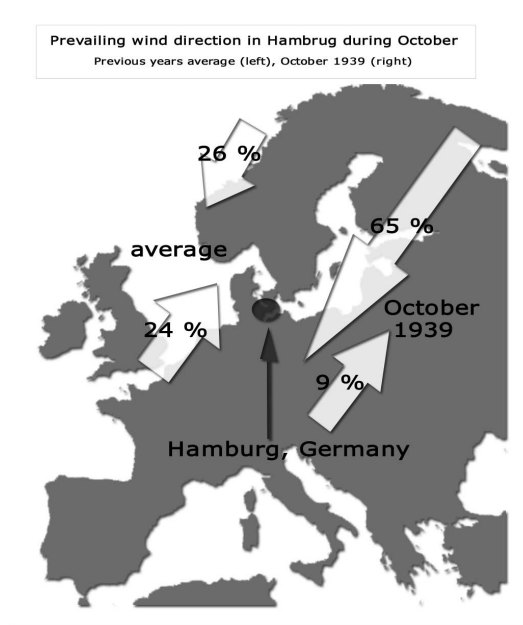 Prevailing wind direction in Hambrug during October
Previous years average (left), October 1939 (right)
26 %
65 %
average
October
1939
24 %
9 %
Hamburg, Germany